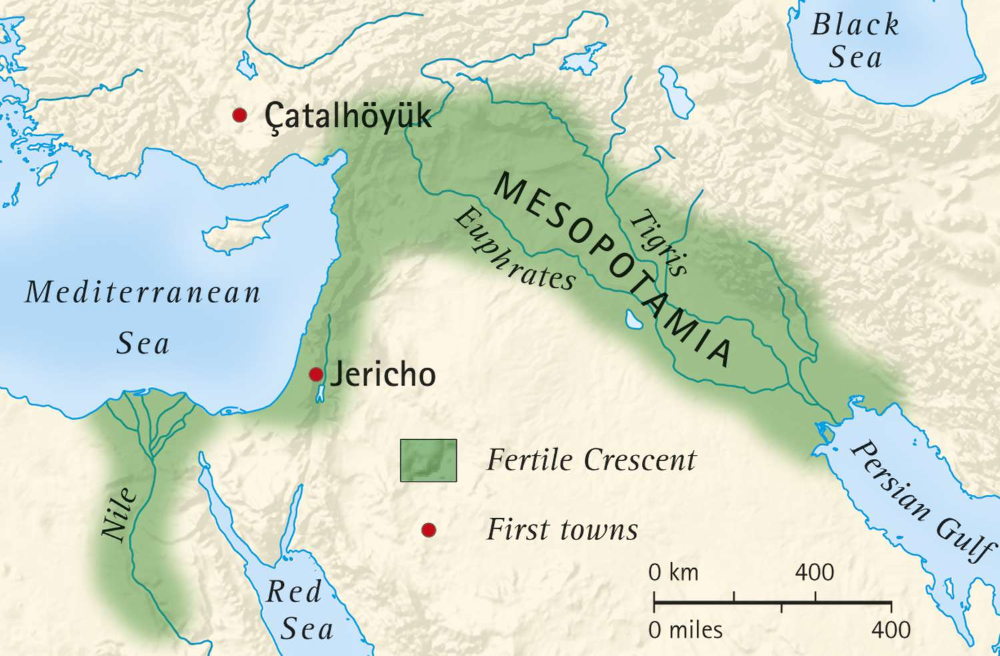 Black
Sea
Çatalhöyük
MESOPOTAMIA
Tigris
Euphrates
Mediterranean
Sea
Jericho
Fertile Crescent
Nile
Persian Gulf
First towns
0 km 400
Red
Sea
0 miles 400